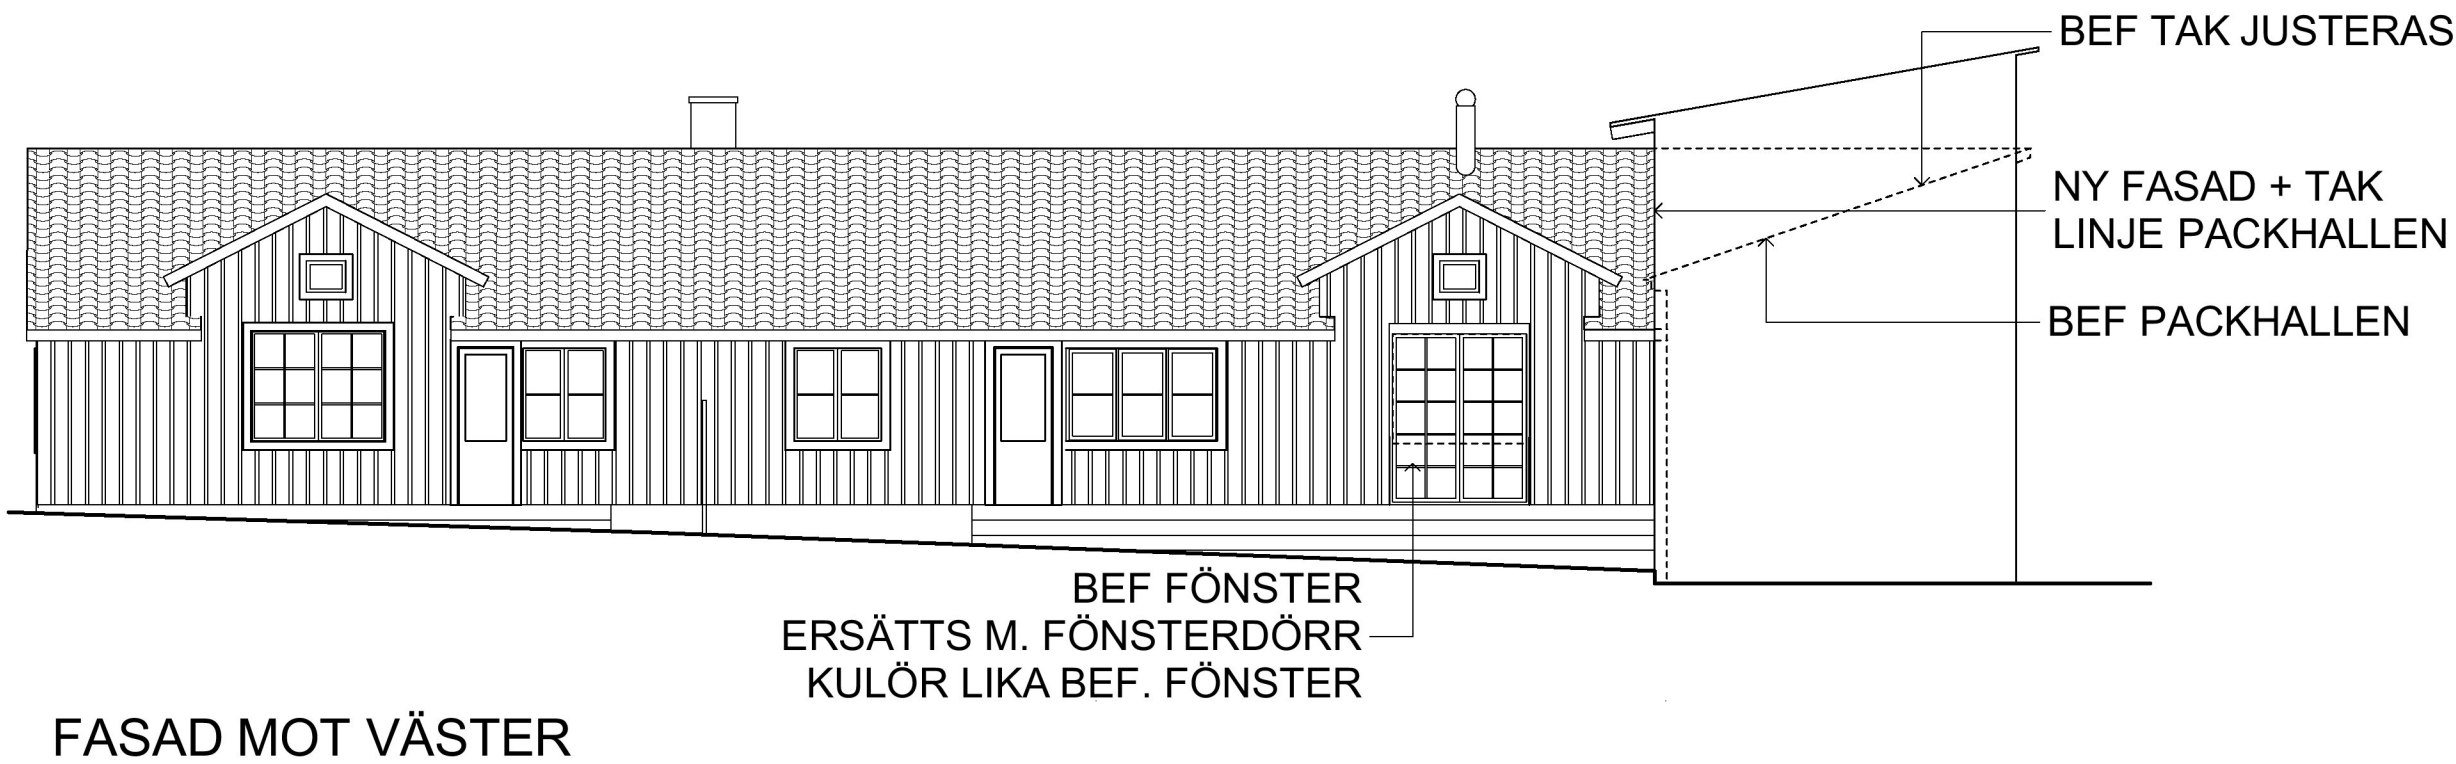 BEF TAK JUSTERAS
NY FASAD + TAK
LINJE PACKHALLEN
BEF PACKHALLEN
BEF FÖNSTER
ERSÄTTS M. FÖNSTERDÖRR
KULÖR LIKA BEF. FÖNSTER
FASAD MOT VÄSTER